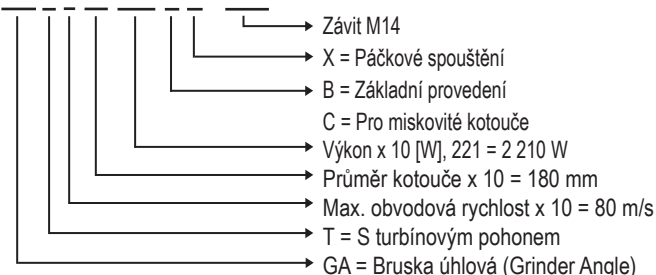 Závit M14
X = Páčkové spouštění
B = Základní provedení
C = Pro miskovité kotouče
Výkon x 10 [W], 221 = 2 210 W
Průměr kotouče x 10 = 180 mm
Max. obvodová rychlost x 10 = 80 m/s
T = S turbínovým pohonem
GA = Bruska úhlová (Grinder Angle)